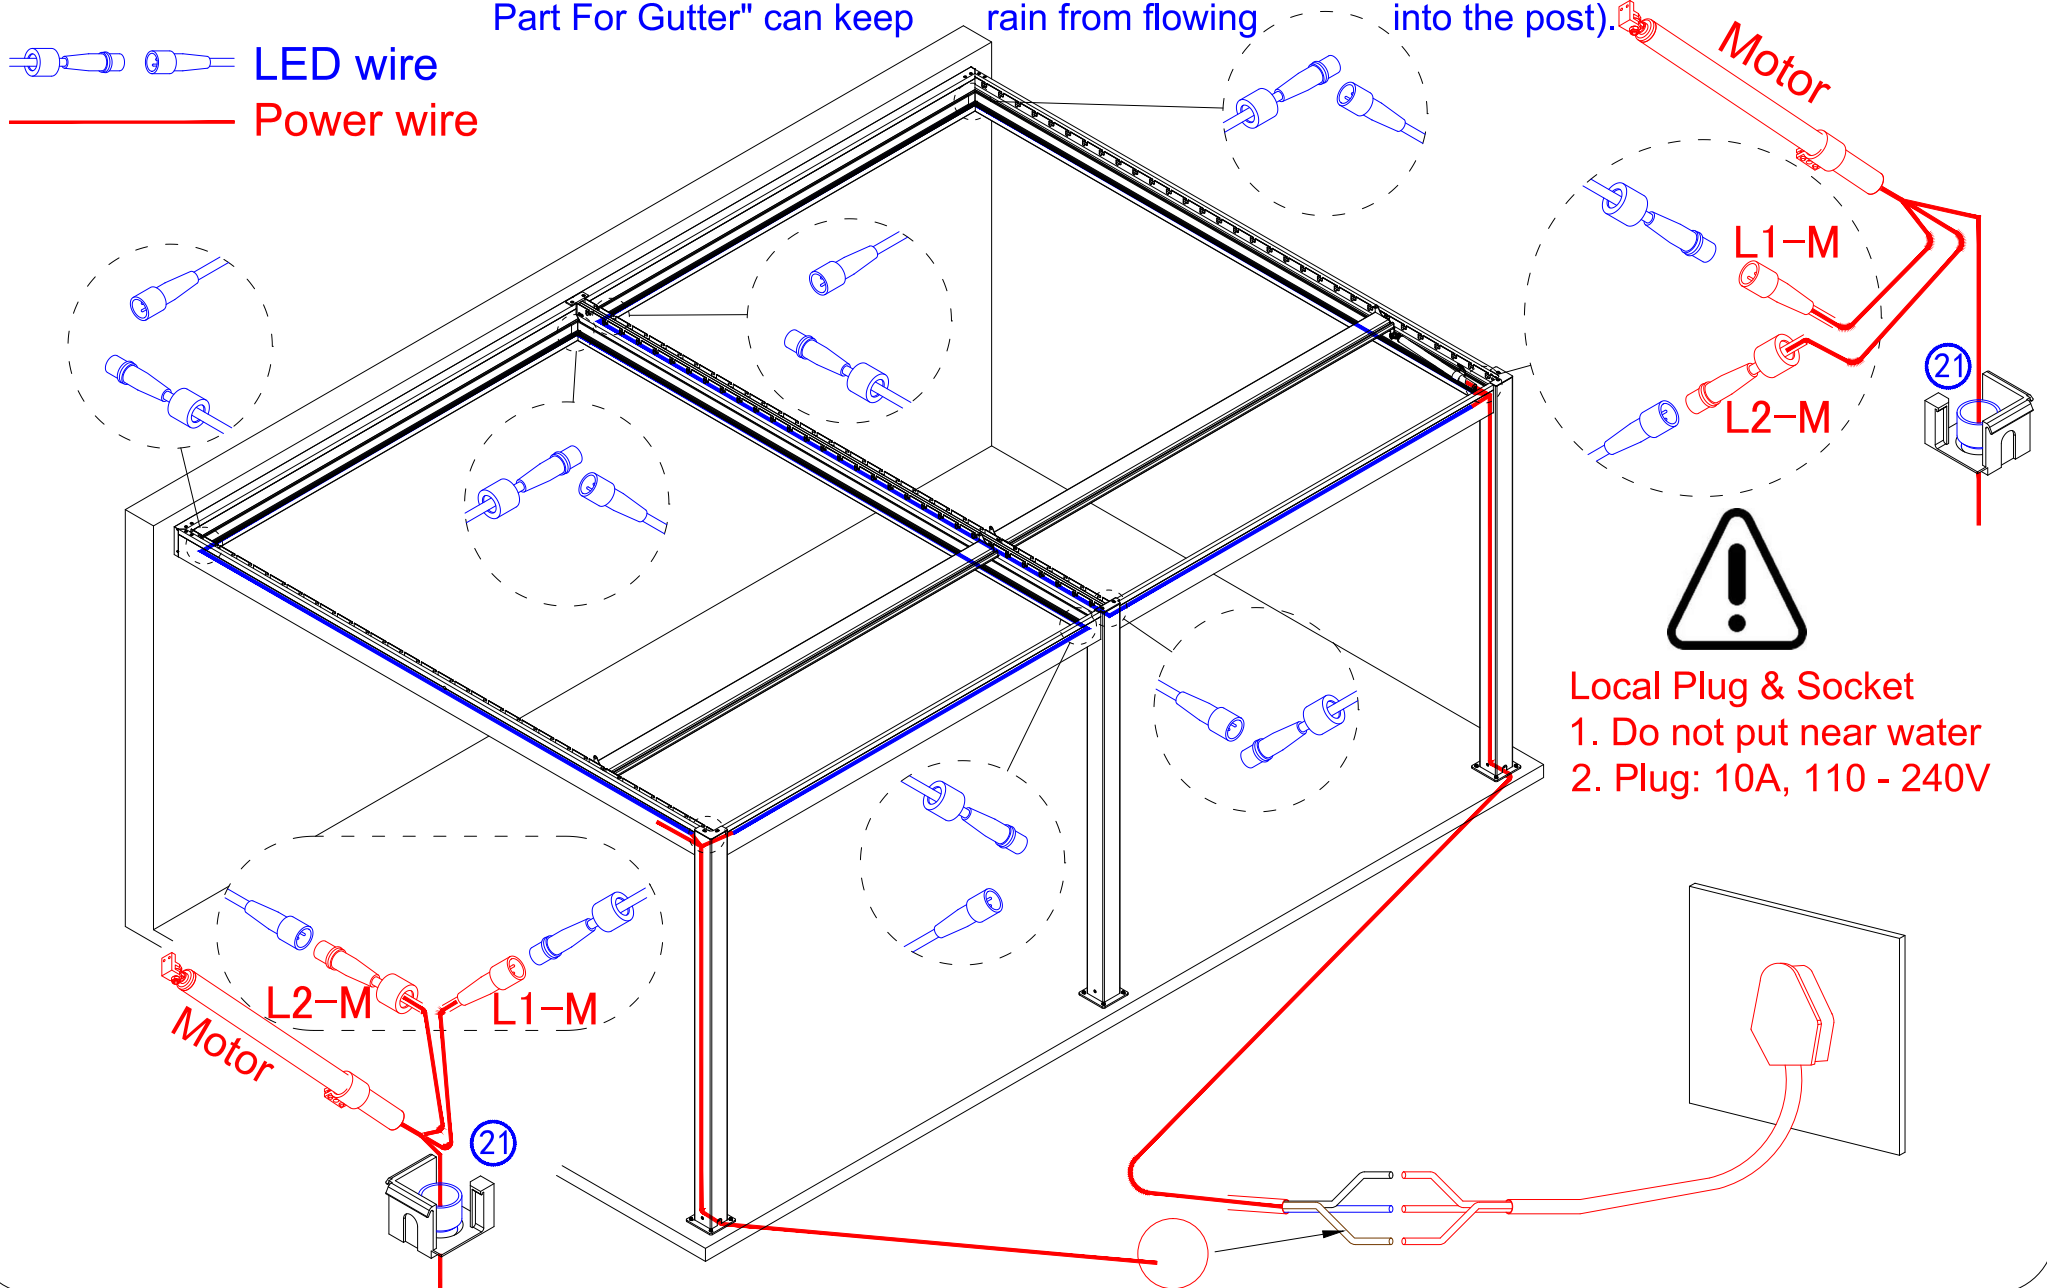 Part For Gutter" can keep rain from flowing into the post).
LED wire
Power wire
Motor
L1-M
21
L2-M
Local Plug & Socket
1. Do not put near water
2. Plug: 10A, 110 - 240V
L2-M
L1-M
Motor
21